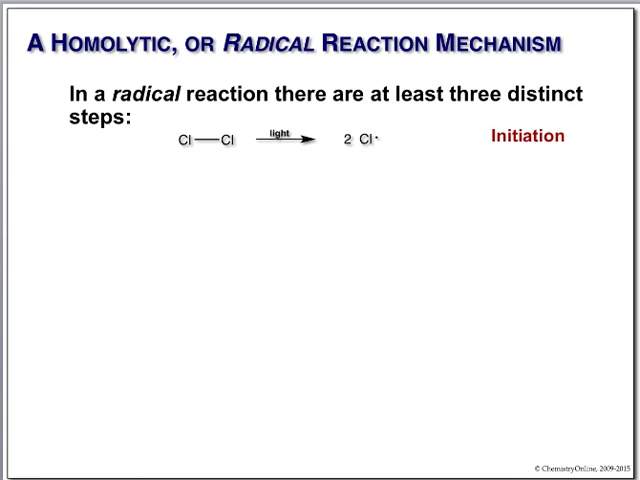 A HOMOLYTIC, OR RADICAL REACTION MECHANISM
In a radical reaction there are at least three distinct
steps:
Cl—Cl light 2 Cl· Initiation
© ChemistryOnline, 2009-2015